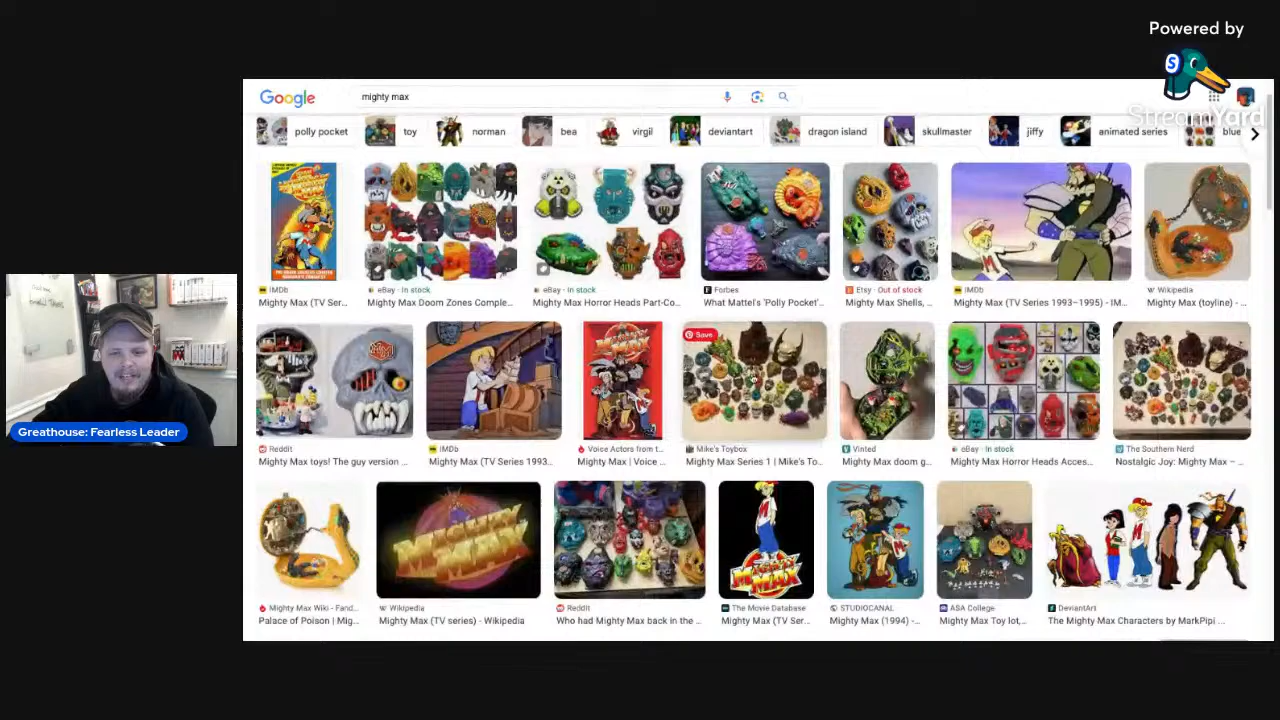 Powered by
StreamYard
Google
mighty max
polly pocket
toy
norman
bea
virgil
deviantart
dragon island
skullmaster
jiffy
animated series
blue
IMDb
Mighty Max (TV Ser...
eBay · In stock
Mighty Max Doom Zones Comple...
eBay · In stock
Mighty Max Horror Heads Part-Co...
Forbes
What Mattel's 'Polly Pocket'...
Etsy · Out of stock
Mighty Max Shells, ...
IMDb
Mighty Max (TV Series 1993–1995) - IM...
Wikipedia
Mighty Max (toyline) - ...
Save
Reddit
Mighty Max toys! The guy version ...
IMDb
Mighty Max (TV Series 1993...
Voice Actors from t...
Mighty Max | Voice ...
Mike's Toybox
Mighty Max Series 1 | Mike's To...
Vinted
Mighty Max doom g...
eBay · In stock
Mighty Max Horror Heads Acces...
The Southern Nerd
Nostalgic Joy: Mighty Max – ...
Greathouse: Fearless Leader
MIGHTY
MAX
MIGHTY
MAX
Mighty Max Wiki - Fand...
Palace of Poison | Mig...
Wikipedia
Mighty Max (TV series) - Wikipedia
Reddit
Who had Mighty Max back in the ...
The Movie Database
Mighty Max (TV Ser...
STUDIOCANAL
Mighty Max (1994) -...
ASA College
Mighty Max Toy lot,...
DeviantArt
The Mighty Max Characters by MarkPipi ...